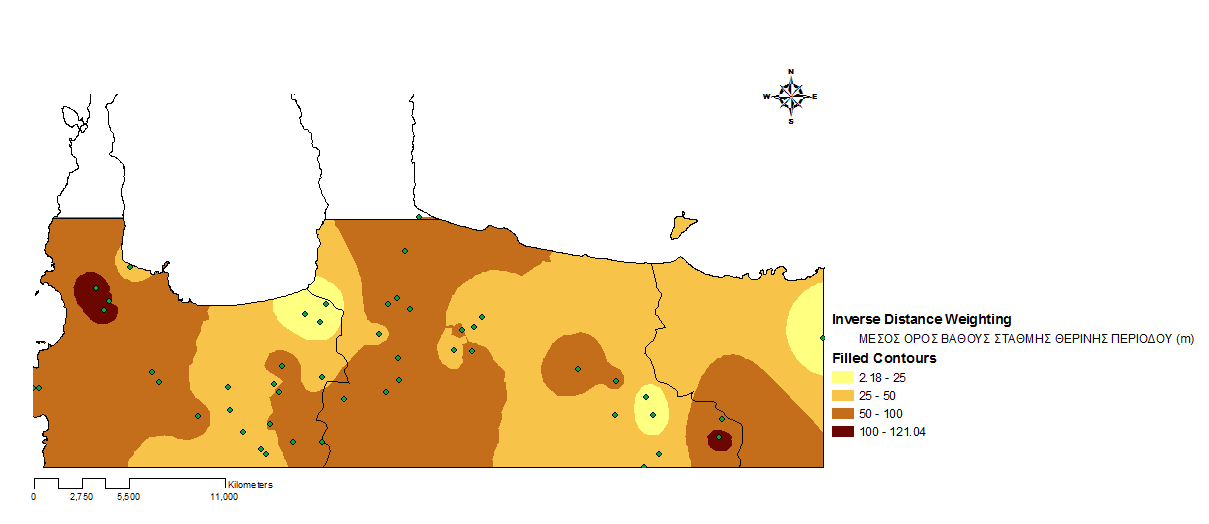 N
W E
S
Inverse Distance Weighting
ΜΕΣΟΣ ΟΡΟΣ ΒΑΘΟΥΣ ΣΤΑΘΜΗΣ ΘΕΡΙΝΗΣ ΠΕΡΙΟΔΟΥ (m)
Filled Contours
2.18 - 25
25 - 50
50 - 100
100 - 121.04
Kilometers
0 2,750 5,500 11,000